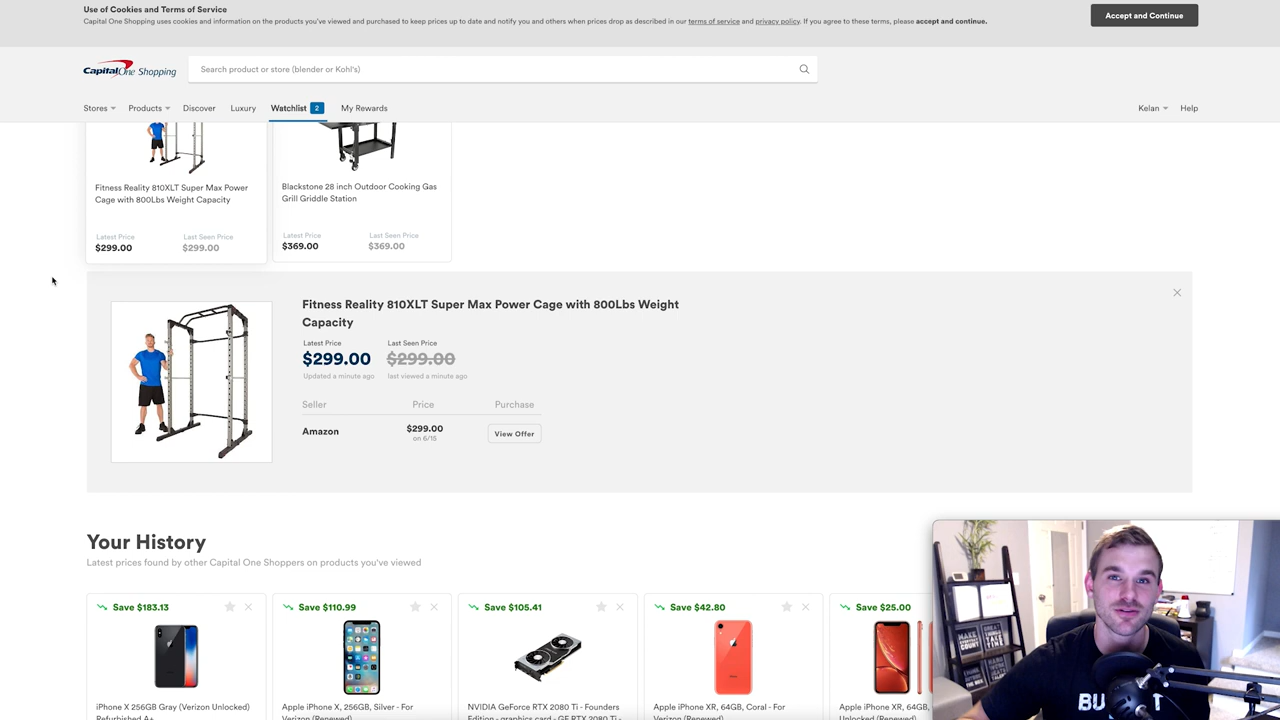 Use of Cookies and Terms of Service
Capital One Shopping uses cookies and information on the products you've viewed and purchased to keep prices up to date and notify you and others when prices drop as described in our terms of service and privacy policy. If you agree to these terms, please accept and continue.
Accept and Continue
CapitalOne Shopping
Search product or store (blender or Kohl's)
Stores
Products
Discover
Luxury
Watchlist 2
My Rewards
Kelan
Help
Fitness Reality 810XLT Super Max Power
Cage with 800Lbs Weight Capacity
Latest Price
Last Seen Price
$299.00
$299.00
Blackstone 28 inch Outdoor Cooking Gas
Grill Griddle Station
Latest Price
Last Seen Price
$369.00
$369.00
Fitness Reality 810XLT Super Max Power Cage with 800Lbs Weight
Capacity
Latest Price
Last Seen Price
$299.00
$299.00
Updated a minute ago
last viewed a minute ago
Seller
Price
Purchase
Amazon
$299.00
on 6/15
View Offer
Your History
Latest prices found by other Capital One Shoppers on products you've viewed
Save $183.13
Save $110.99
Save $105.41
Save $42.80
Save $25.00
iPhone X 256GB Gray (Verizon Unlocked)
Refurbished A+
Apple iPhone X, 256GB, Silver - For
Verizon (Renewed)
NVIDIA GeForce RTX 2080 Ti - Founders
Edition - graphics card - GF RTX 2080 Ti -
Apple iPhone XR, 64GB, Coral - For
Verizon (Renewed)
Apple iPhone XR, 64GB,
Unlocked (Renewed)